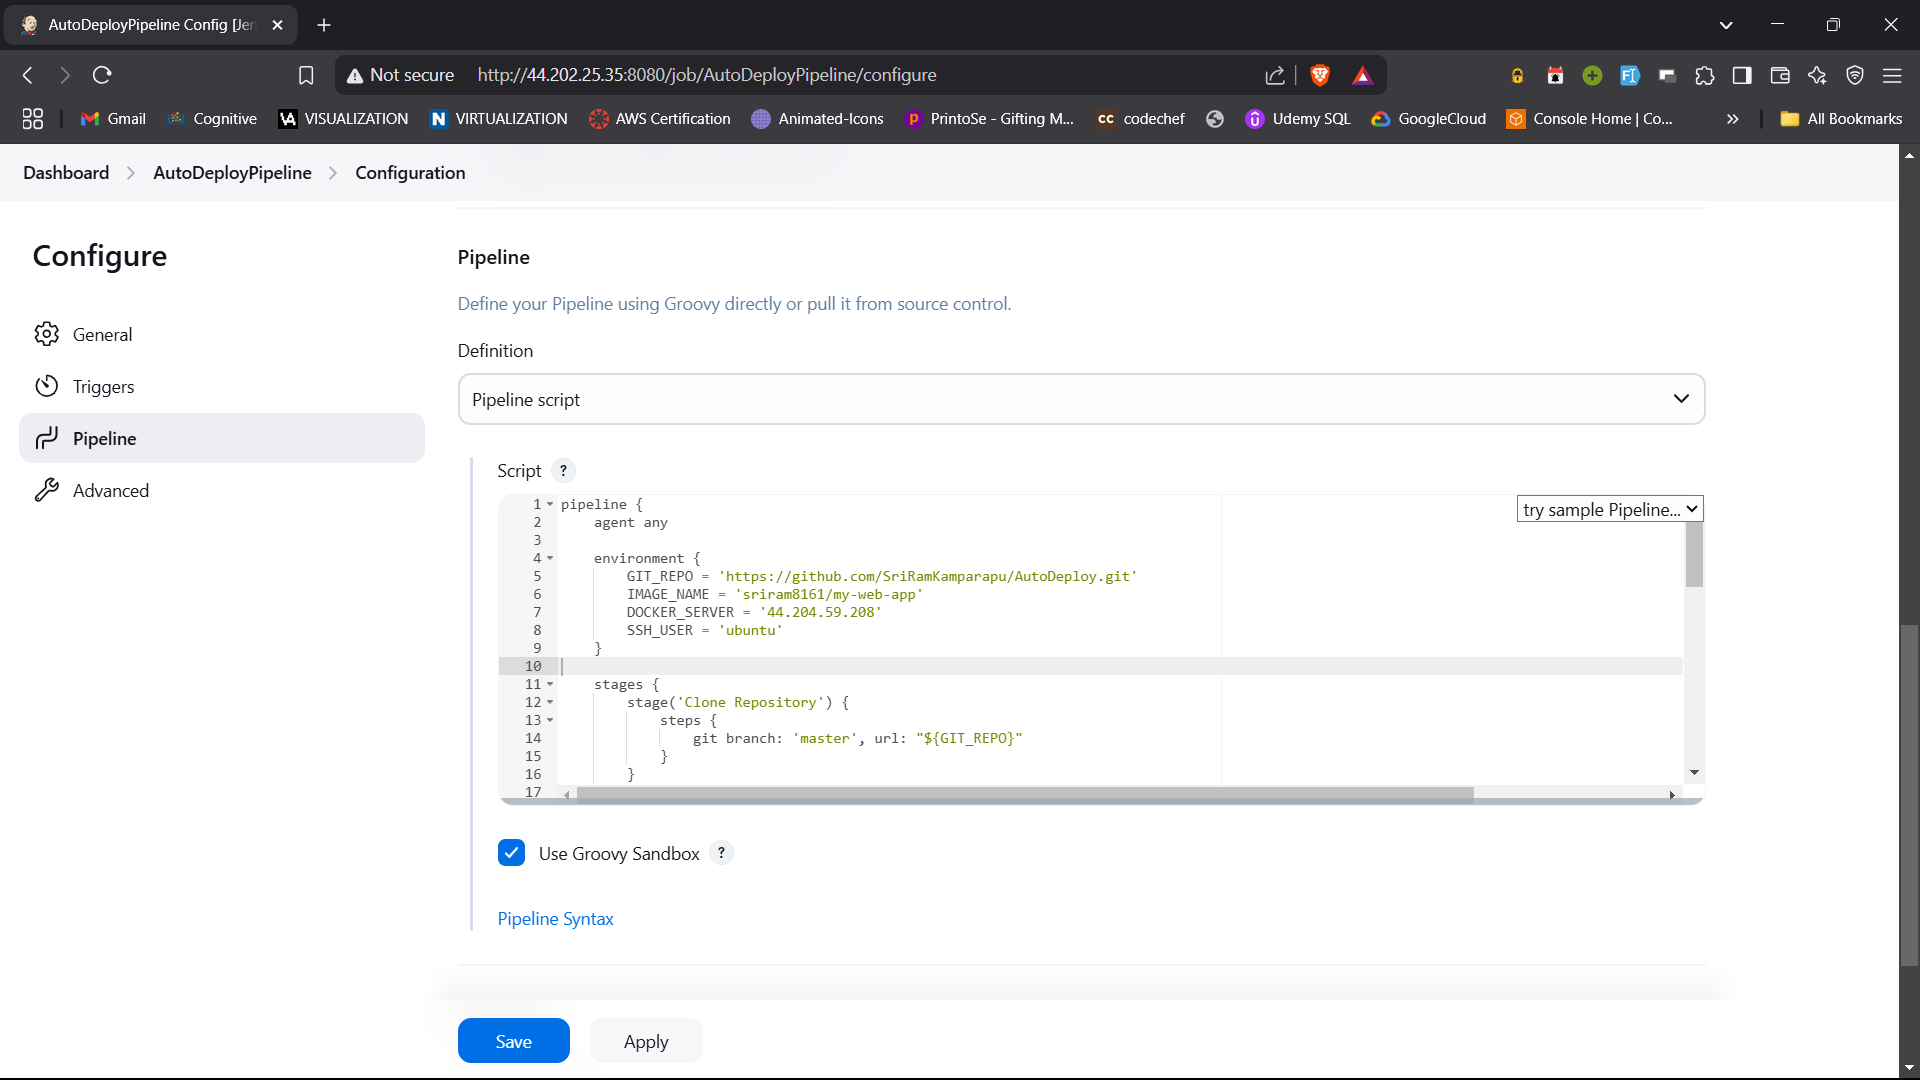 AutoDeployPipeline Config [Jen
Not secure http://44.202.25.35:8080/job/AutoDeployPipeline/configure
Gmail Cognitive VISUALIZATION VIRTUALIZATION AWS Certification Animated-Icons PrintoSe - Gifting M... codechef Udemy SQL GoogleCloud Console Home | Co... » All Bookmarks
Dashboard > AutoDeployPipeline > Configuration
Configure
General
Triggers
Pipeline
Advanced
Pipeline
Define your Pipeline using Groovy directly or pull it from source control.
Definition
Pipeline script
Script ?
try sample Pipeline...
1 pipeline {
2     agent any
3
4     environment {
5         GIT_REPO = 'https://github.com/SriRamKamparapu/AutoDeploy.git'
6         IMAGE_NAME = 'sriram8161/my-web-app'
7         DOCKER_SERVER = '44.204.59.208'
8         SSH_USER = 'ubuntu'
9     }
10
11     stages {
12         stage('Clone Repository') {
13             steps {
14                 git branch: 'master', url: "${GIT_REPO}"
15             }
16         }
17
Use Groovy Sandbox ?
Pipeline Syntax
Save
Apply